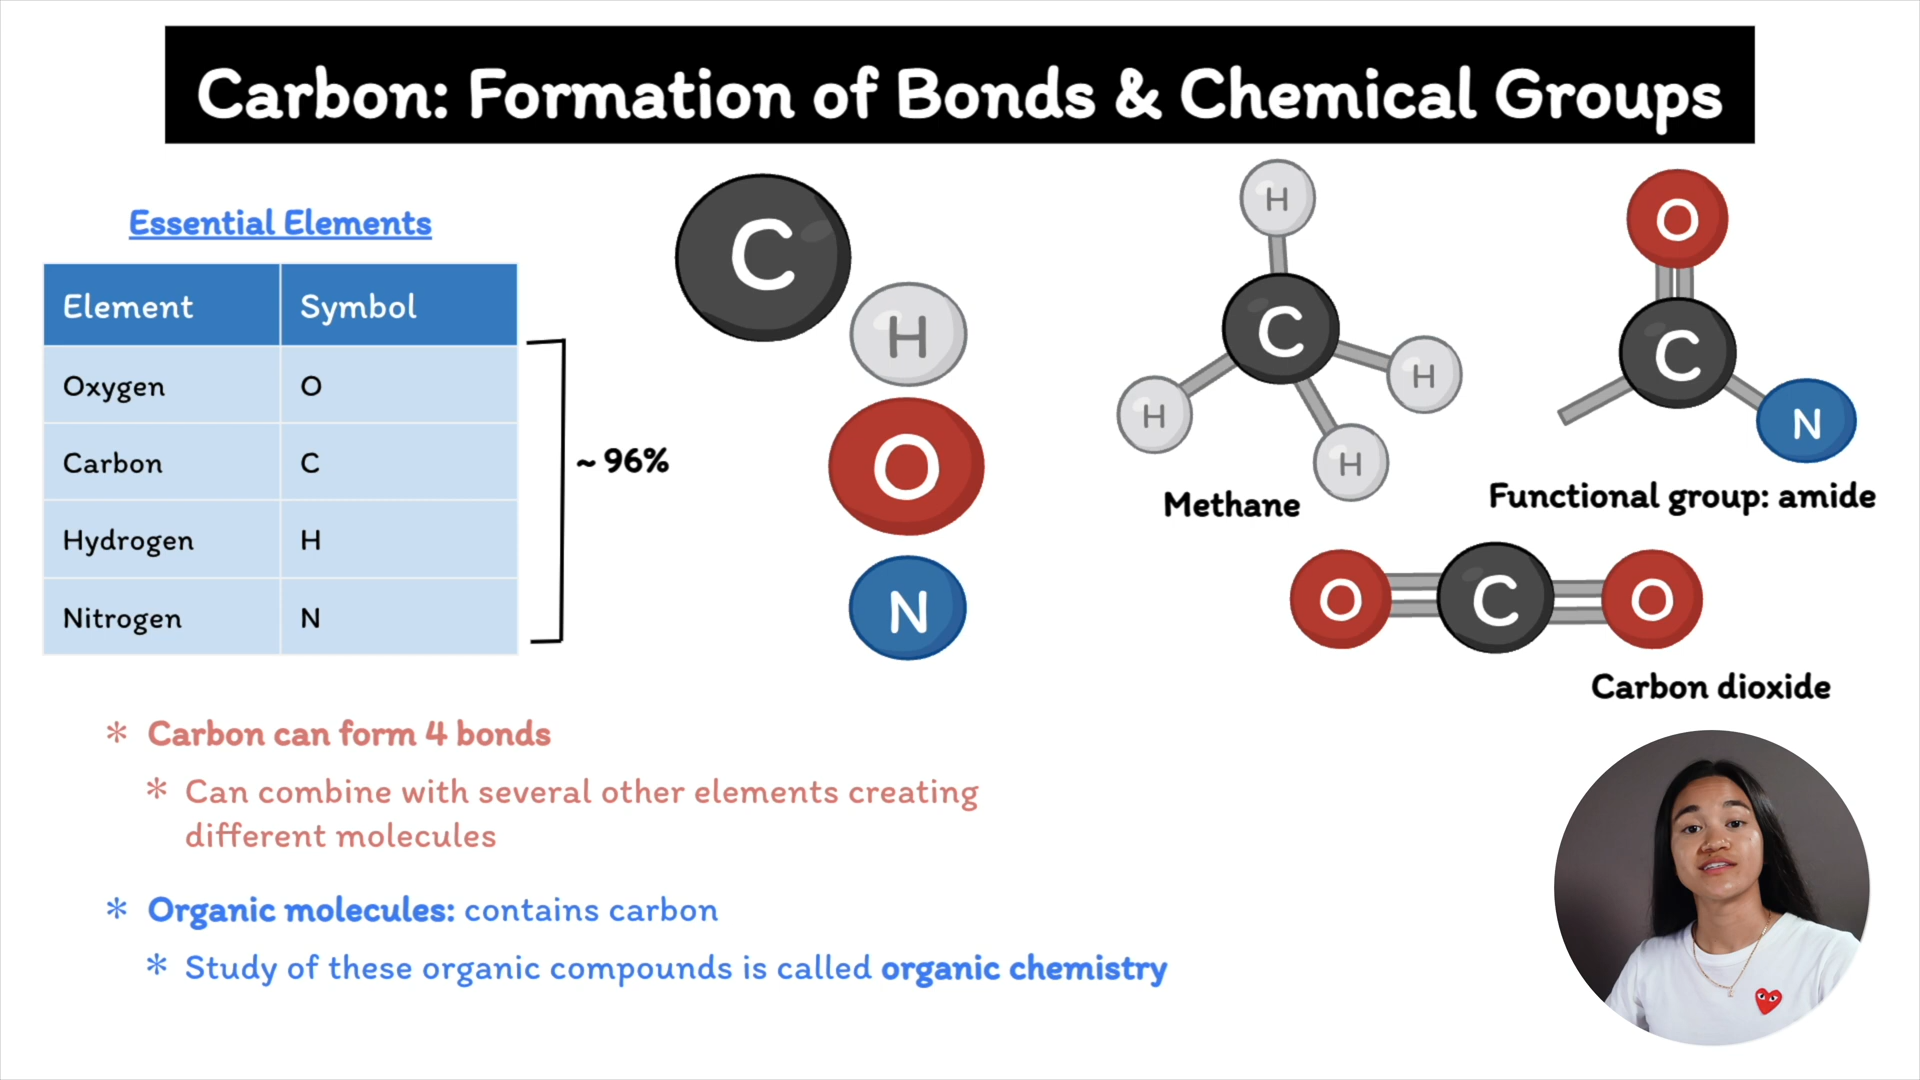 Carbon: Formation of Bonds & Chemical Groups
Essential Elements
Element Symbol
Oxygen O
Carbon C
Hydrogen H
Nitrogen N
~ 96%
C
H
O
N
H
C
H
H
H
Methane
O
C
N
Functional group: amide
O C O
Carbon dioxide
* Carbon can form 4 bonds
* Can combine with several other elements creating
different molecules
* Organic molecules: contains carbon
* Study of these organic compounds is called organic chemistry